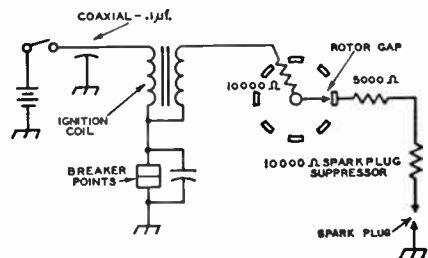 COAXIAL - .1µf.
ROTOR GAP
10000 Ω
5000 Ω
IGNITION
COIL
10000 Ω SPARK PLUG
SUPPRESSOR
BREAKER
POINTS
SPARK PLUG